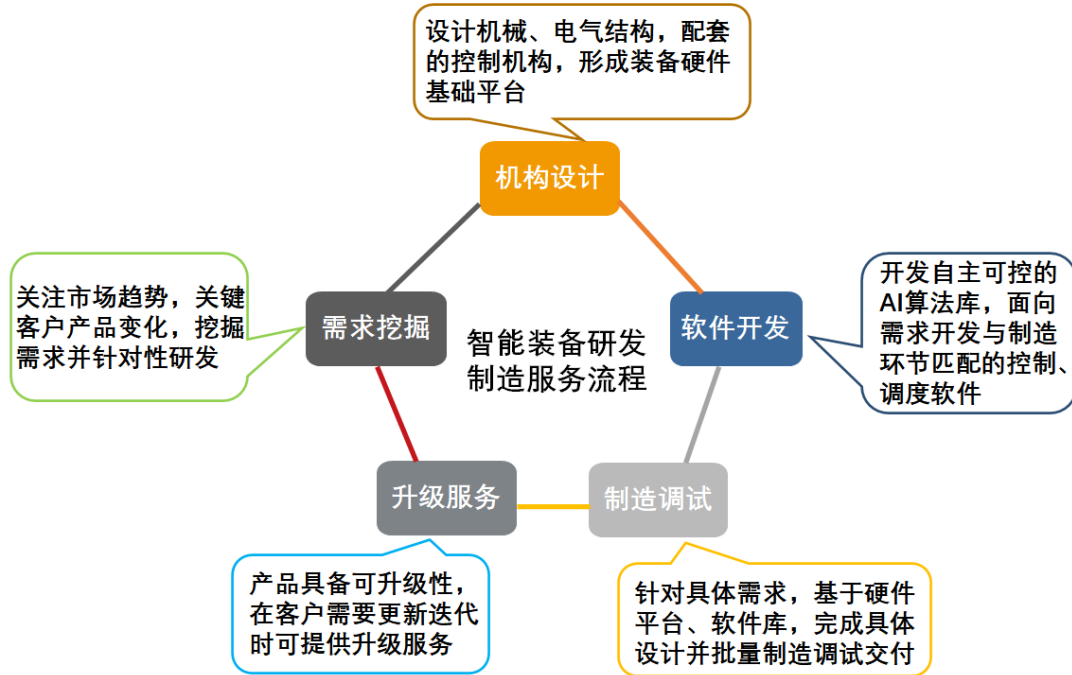 设计机械、电气结构，配套
的控制机构，形成装备硬件
基础平台
机构设计
关注市场趋势，关键
客户产品变化，挖掘
需求并针对性研发
需求挖掘
智能装备研发
制造服务流程
软件开发
开发自主可控的
AI算法库，面向
需求开发与制造
环节匹配的控制、
调度软件
升级服务
制造调试
产品具备可升级性，
在客户需要更新迭代
时可提供升级服务
针对具体需求，基于硬件
平台、软件库，完成具体
设计并批量制造调试交付